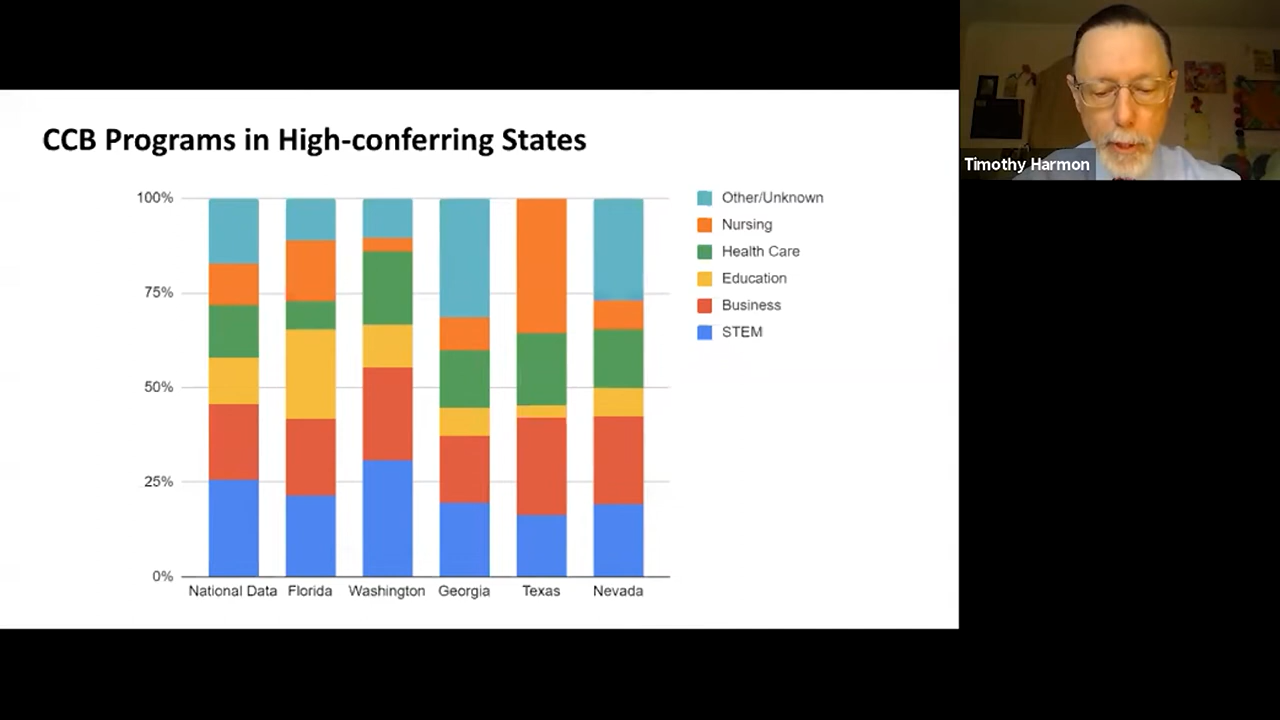 CCB Programs in High-conferring States
Timothy Harmon
100%
75%
50%
25%
0%
National Data Florida Washington Georgia Texas Nevada
Other/Unknown
Nursing
Health Care
Education
Business
STEM